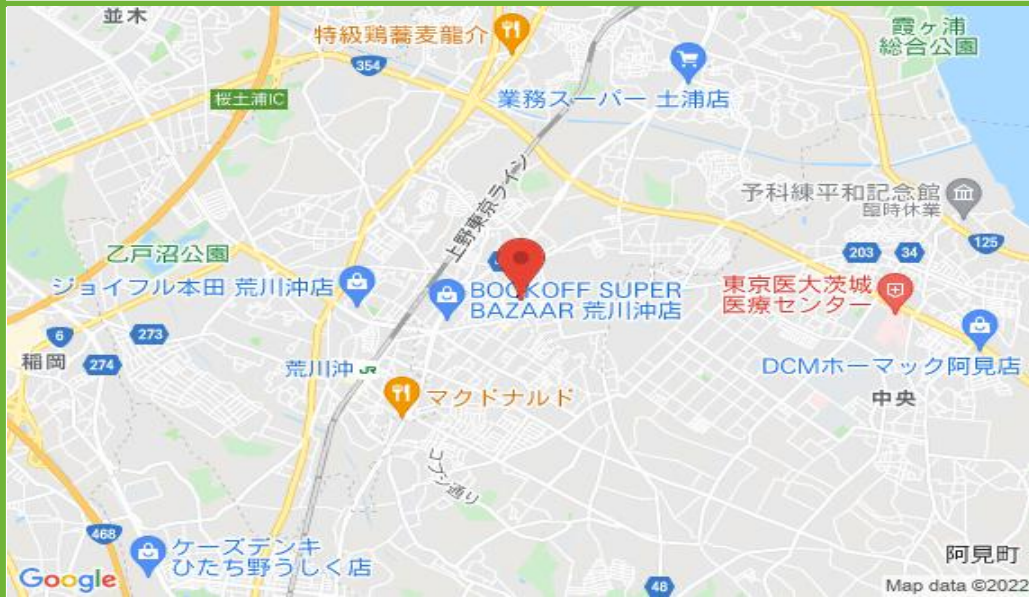 並木
特級鶏蕎麦龍介
霞ヶ浦
総合公園
354
桜土浦IC
業務スーパー 土浦店
上野東京ライン
予科練平和記念館
臨時休業
125
乙戸沼公園
203
34
ジョイフル本田 荒川沖店
BOOKOFF SUPER
BAZAAR 荒川沖店
東京医大茨城
医療センター
6
273
稲岡
274
荒川沖 JR
DCMホーマック阿見店
マクドナルド
中央
コブシ通り
468
ケーズデンキ
ひたち野うしく店
阿見町
Google
48
Map data ©2022